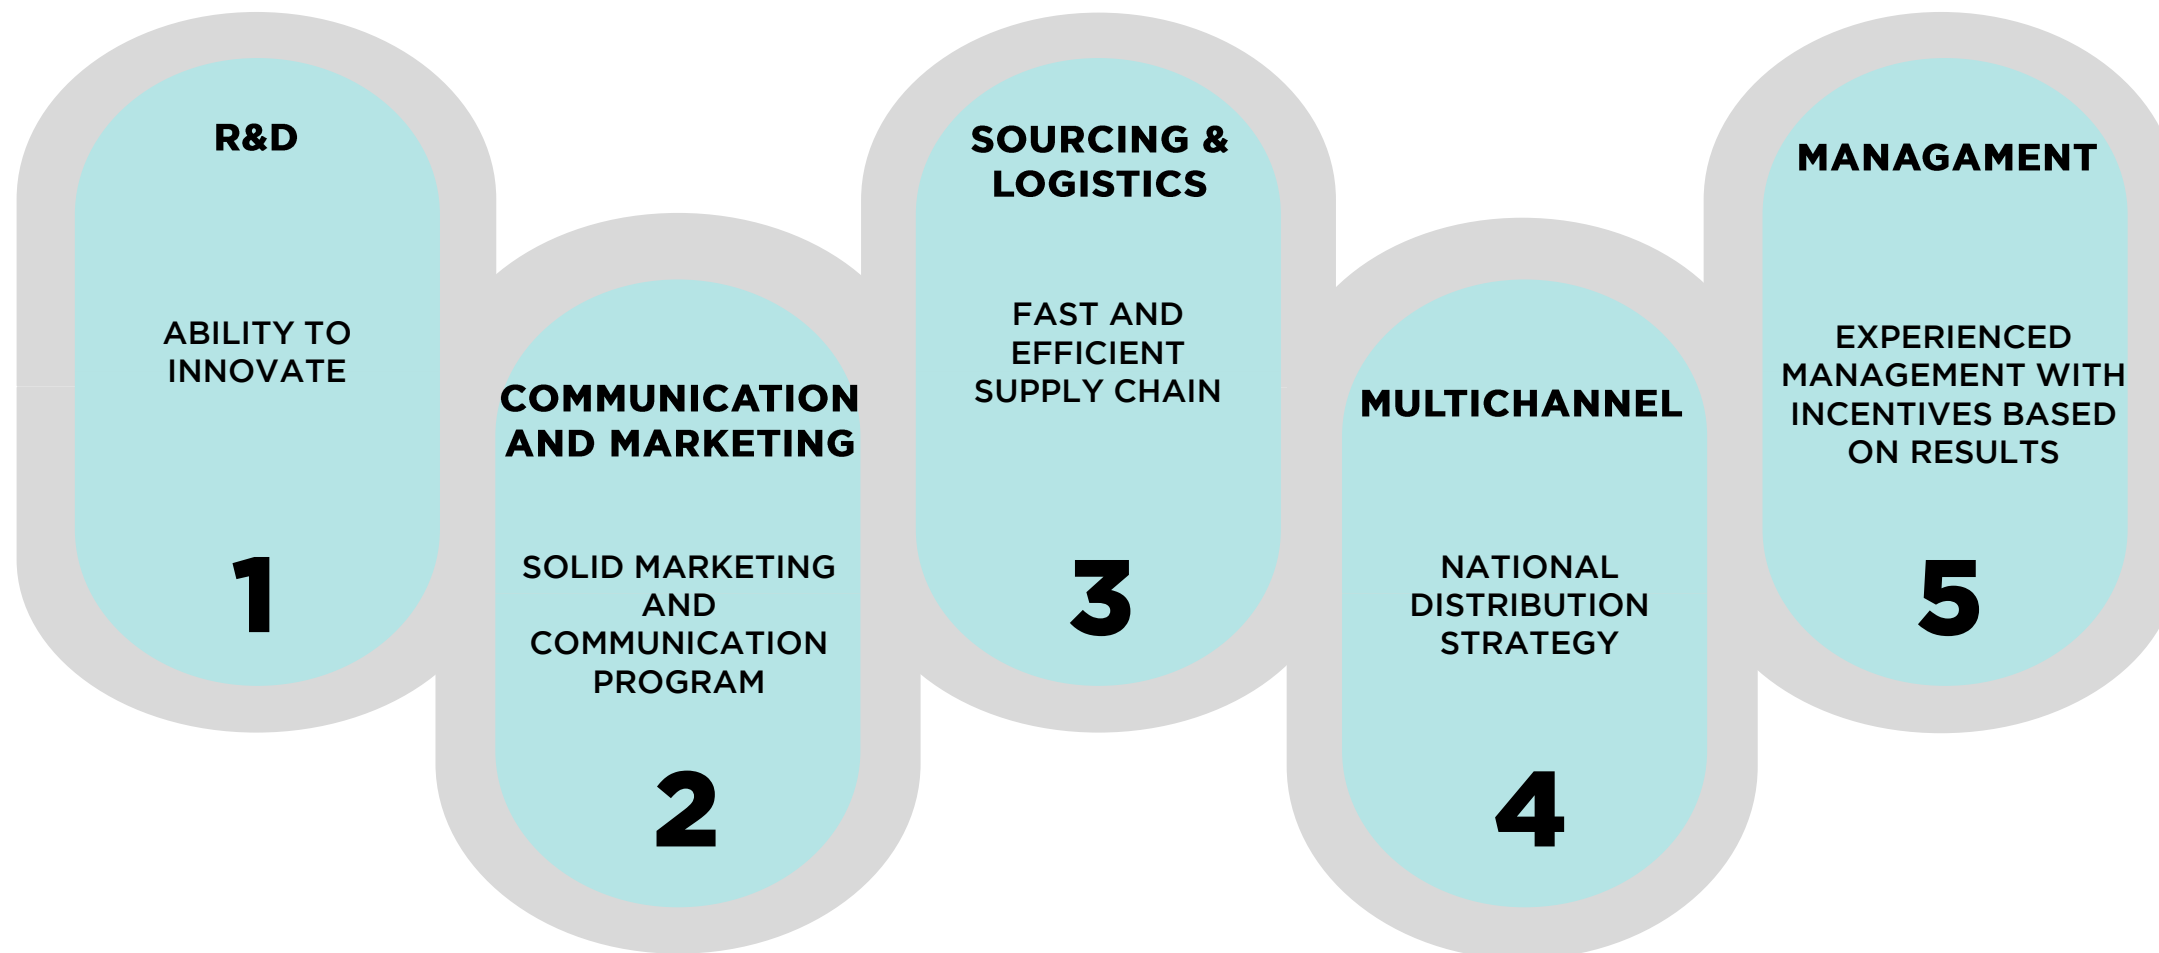 R&D
ABILITY TO
INNOVATE
1
COMMUNICATION
AND MARKETING
SOLID MARKETING
AND
COMMUNICATION
PROGRAM
2
SOURCING &
LOGISTICS
FAST AND
EFFICIENT
SUPPLY CHAIN
3
MULTICHANNEL
NATIONAL
DISTRIBUTION
STRATEGY
4
MANAGAMENT
EXPERIENCED
MANAGEMENT WITH
INCENTIVES BASED
ON RESULTS
5